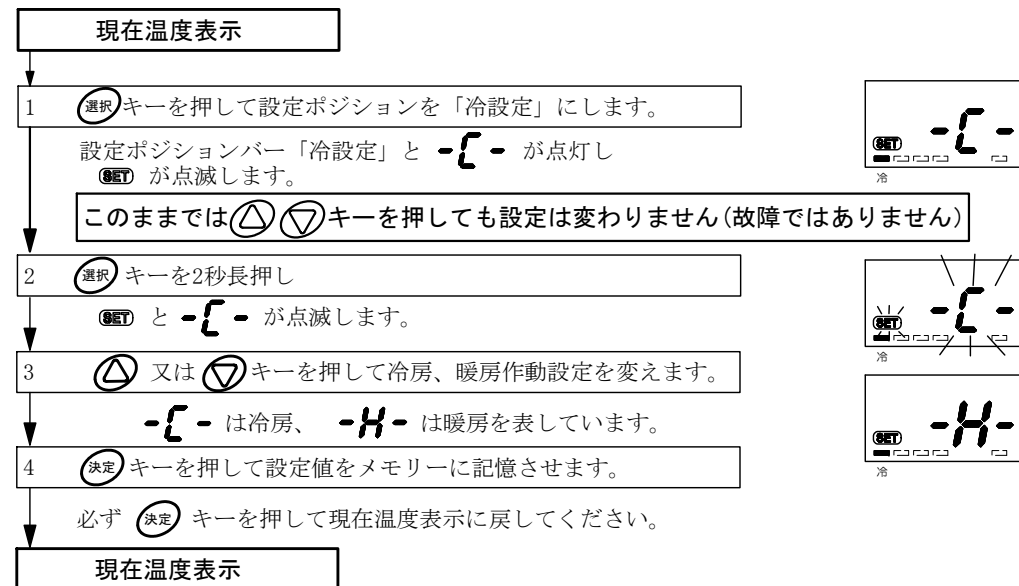 現在温度表示
1 選択キーを押して設定ポジションを「冷設定」にします。
設定ポジションバー「冷設定」と -C- が点灯し
SET が点滅します。
このままでは△▽キーを押しても設定は変わりません(故障ではありません)
2 選択キーを2秒長押し
SET と -C- が点滅します。
3 △ 又は ▽キーを押して冷房、暖房作動設定を変えます。
-C- は冷房、 -H- は暖房を表しています。
4 決定キーを押して設定値をメモリーに記憶させます。
必ず 決定 キーを押して現在温度表示に戻してください。
現在温度表示
SET -C-
冷
SET -C-
冷
SET -H-
冷